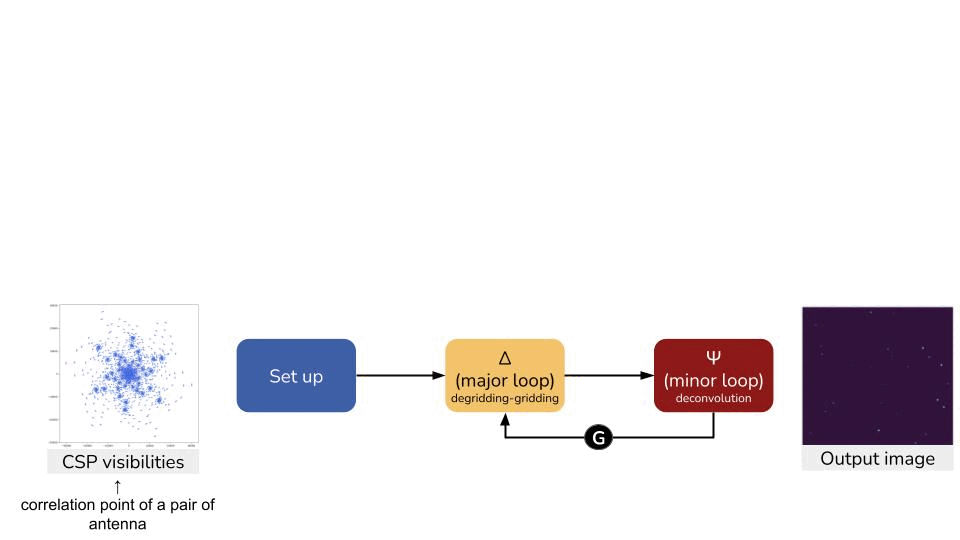 Set up
Δ
(major loop)
degridding-gridding
Ψ
(minor loop)
deconvolution
G
CSP visibilities
↑
correlation point of a pair of
antenna
Output image